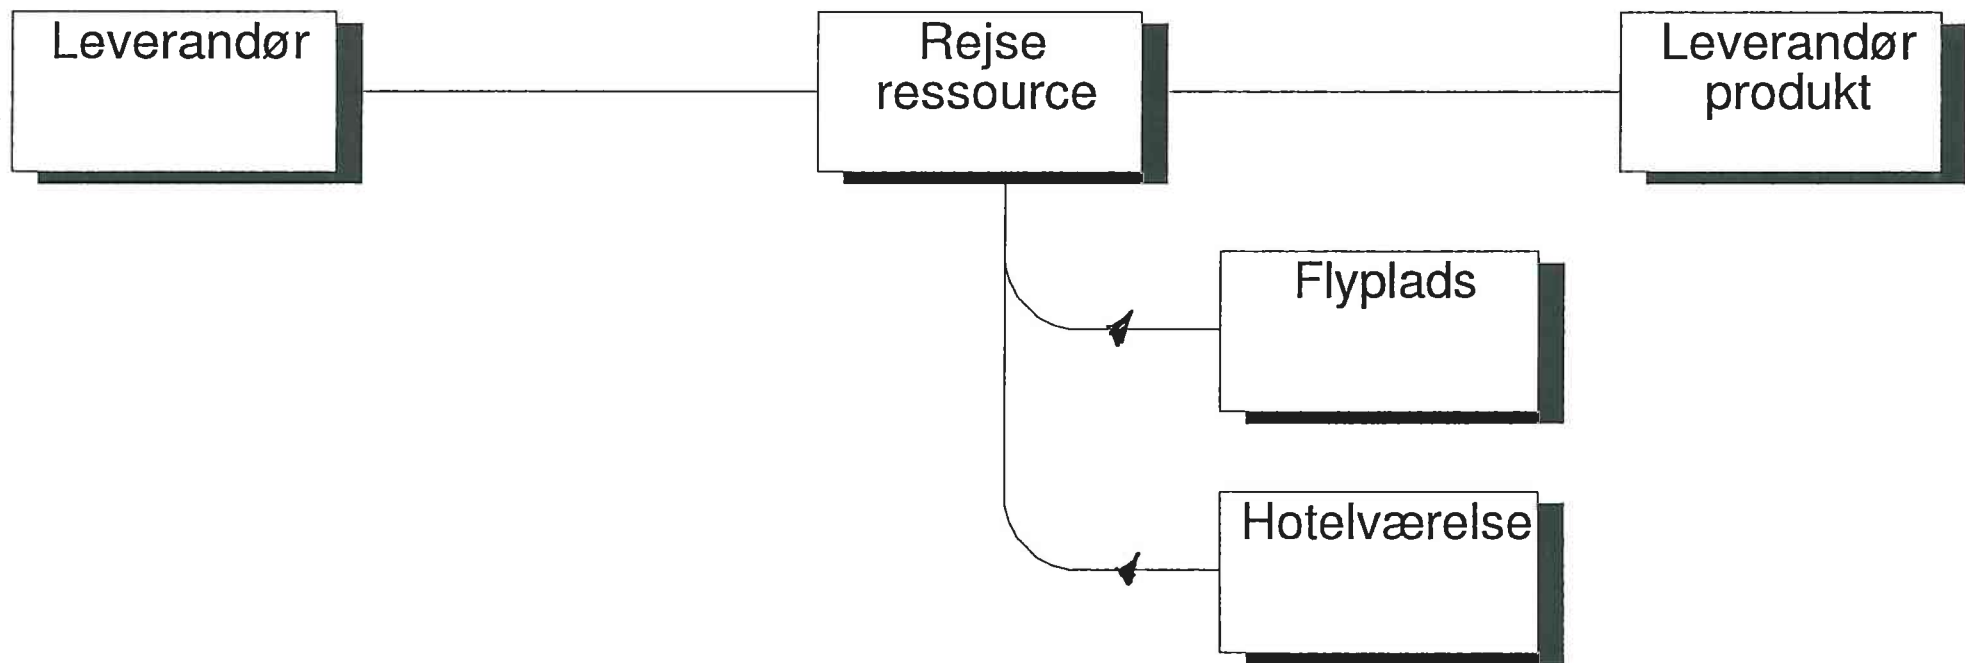 Leverandør
Rejse
ressource
Leverandør
produkt
Flyplads
Hotelværelse